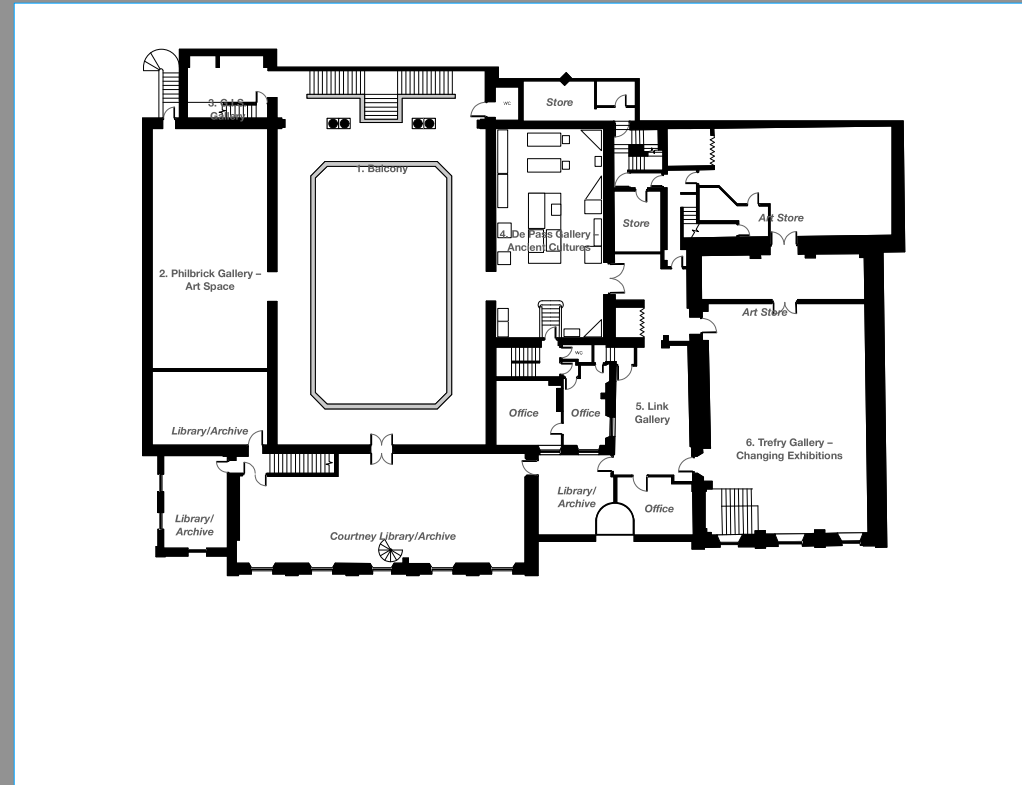 3. C.I.S.
Gallery
WC
Store
1. Balcony
Art Store
Store
4. De Pass Gallery –
Ancient Cultures
2. Philbrick Gallery –
Art Space
Art Store
WC
Office
Office
5. Link
Gallery
Library/Archive
6. Trefry Gallery –
Changing Exhibitions
Library/
Archive
Office
Library/
Archive
Courtney Library/Archive